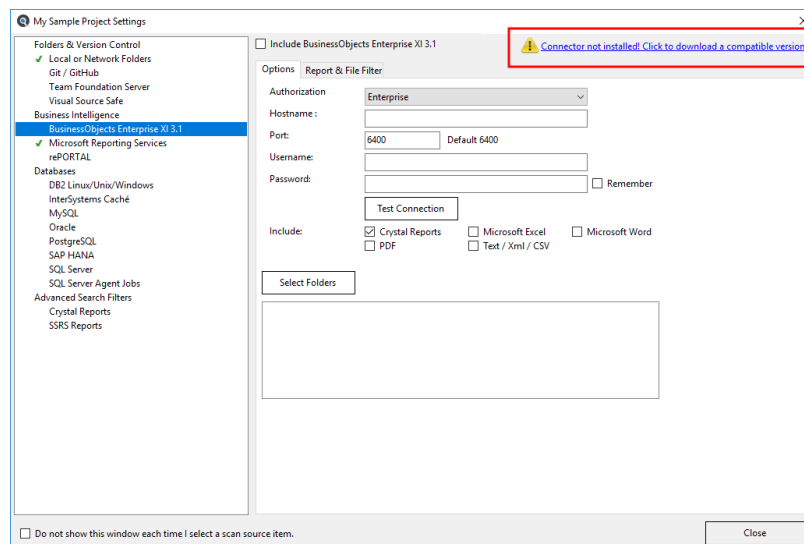 My Sample Project Settings
Folders & Version Control
Local or Network Folders
Git / GitHub
Team Foundation Server
Visual Source Safe
Business Intelligence
BusinessObjects Enterprise XI 3.1
Microsoft Reporting Services
rePORTAL
Databases
DB2 Linux/Unix/Windows
InterSystems Caché
MySQL
Oracle
PostgreSQL
SAP HANA
SQL Server
SQL Server Agent Jobs
Advanced Search Filters
Crystal Reports
SSRS Reports
Include BusinessObjects Enterprise XI 3.1
Connector not installed! Click to download a compatible version
Options Report & File Filter
Authorization Enterprise
Hostname :
Port: 6400 Default 6400
Username:
Password: Remember
Test Connection
Include: Crystal Reports Microsoft Excel Microsoft Word
PDF Text / Xml / CSV
Select Folders
Do not show this window each time I select a scan source item.
Close